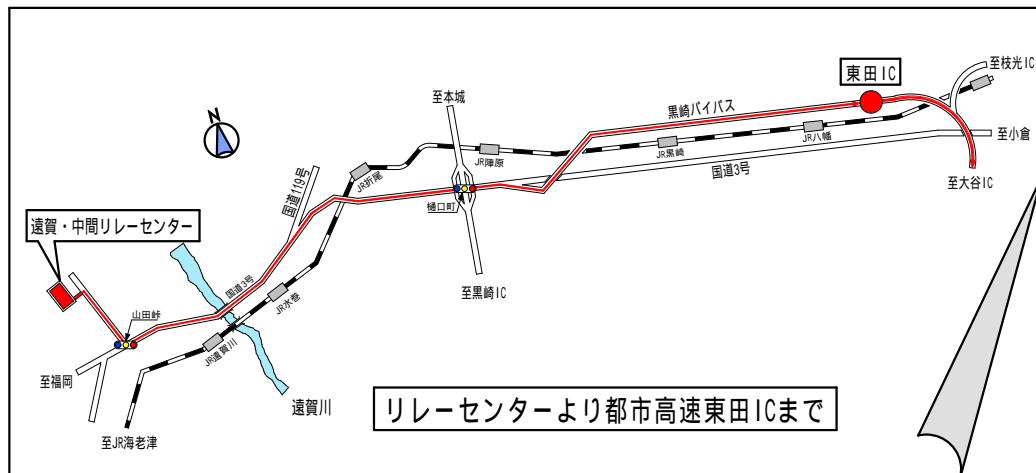 至枝光IC
東田IC
至本城
黒崎バイパス
N
至小倉
JR八幡
JR黒崎
JR陣原
国道3号
JR折尾
至大谷IC
国道119号
樋口町
遠賀・中間リレーセンター
国道3号
至黒崎IC
JR水巻
山田峠
JR遠賀川
至福岡
遠賀川
リレーセンターより都市高速東田ICまで
至JR海老津